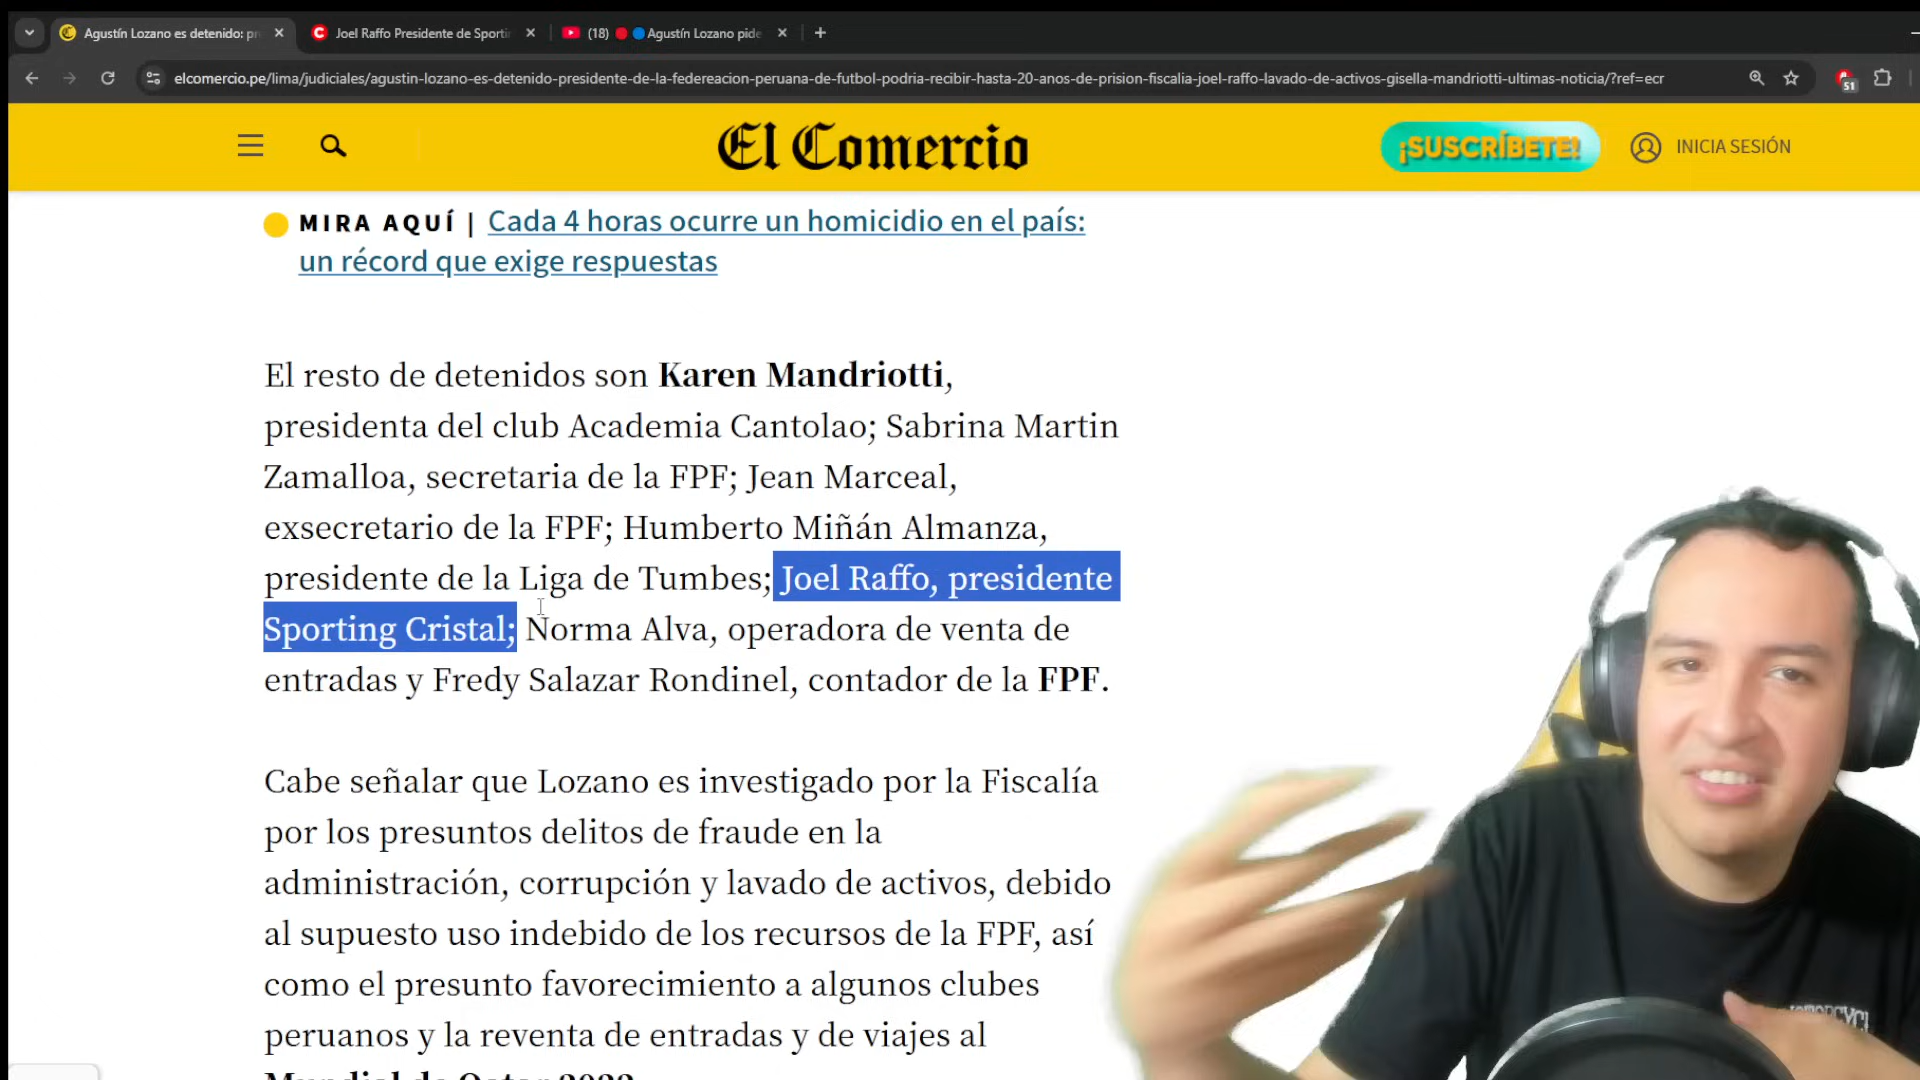 Agustín Lozano es detenido: pr
Joel Raffo Presidente de Sporti
(18)
Agustín Lozano pide
elcomercio.pe/lima/judiciales/agustin-lozano-es-detenido-presidente-de-la-federeacion-peruana-de-futbol-podria-recibir-hasta-20-anos-de-prision-fiscalia-joel-raffo-lavado-de-activos-gisella-mandriotti-ultimas-noticia/?ref=ecr
51
El Comercio
¡SUSCRÍBETE!
INICIA SESIÓN
MIRA AQUÍ | Cada 4 horas ocurre un homicidio en el país:
un récord que exige respuestas
El resto de detenidos son Karen Mandriotti,
presidenta del club Academia Cantolao; Sabrina Martin
Zamalloa, secretaria de la FPF; Jean Marceal,
exsecretario de la FPF; Humberto Miñán Almanza,
presidente de la Liga de Tumbes; Joel Raffo, presidente
Sporting Cristal; Norma Alva, operadora de venta de
entradas y Fredy Salazar Rondinel, contador de la FPF.
Cabe señalar que Lozano es investigado por la Fiscalía
por los presuntos delitos de fraude en la
administración, corrupción y lavado de activos, debido
al supuesto uso indebido de los recursos de la FPF, así
como el presunto favorecimiento a algunos clubes
peruanos y la reventa de entradas y de viajes al
Mundial de Qatar 2022